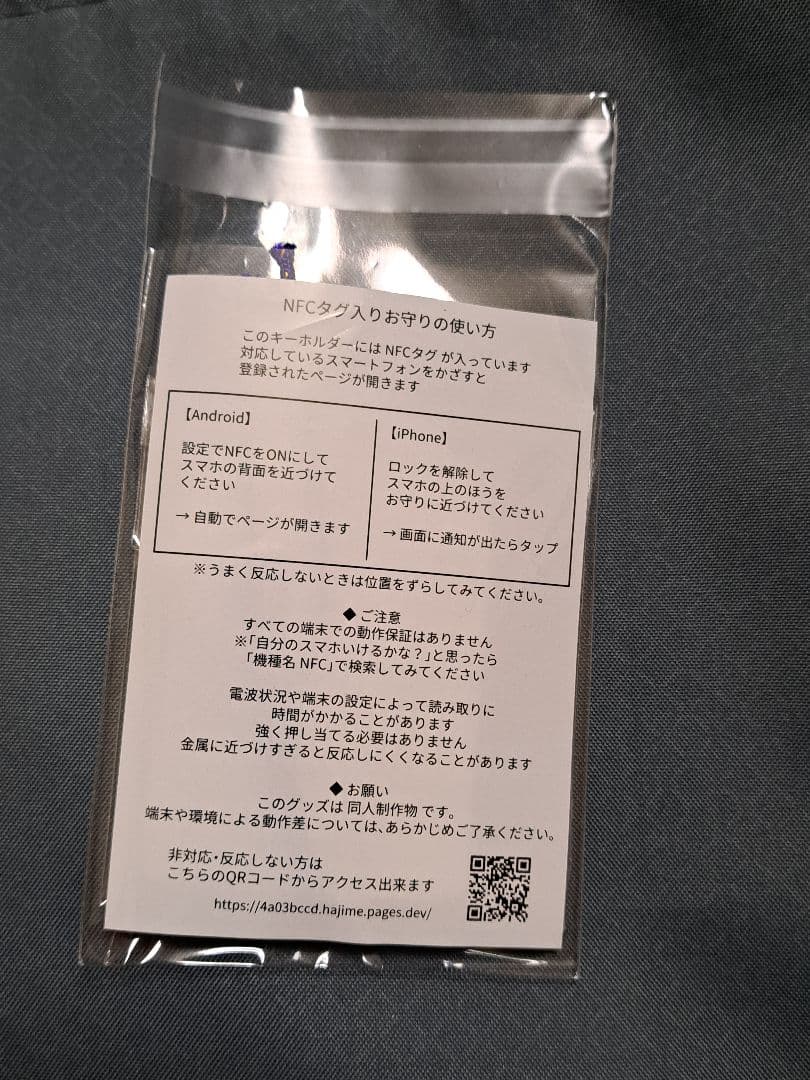 NFCタグ入りお守りの使い方
このキーホルダーには NFCタグ が入っています
対応しているスマートフォンをかざすと
登録されたページが開きます
【Android】
設定でNFCをONにして
スマホの背面を近づけて
ください
→ 自動でページが開きます
【iPhone】
ロックを解除して
スマホの上のほうを
お守りに近づけてください
→ 画面に通知が出たらタップ
※うまく反応しないときは位置をずらしてみてください。
◆ ご注意
すべての端末での動作保証はありません
※「自分のスマホいけるかな？」と思ったら
「機種名 NFC」で検索してみてください
電波状況や端末の設定によって読み取りに
時間がかかることがあります
強く押し当てる必要はありません
金属に近づけすぎると反応しにくくなることがあります
◆ お願い
このグッズは 同人制作物 です。
端末や環境による動作差については、あらかじめご了承ください。
非対応・反応しない方は
こちらのQRコードからアクセス出来ます
https://4a03bccd.hajime.pages.dev/